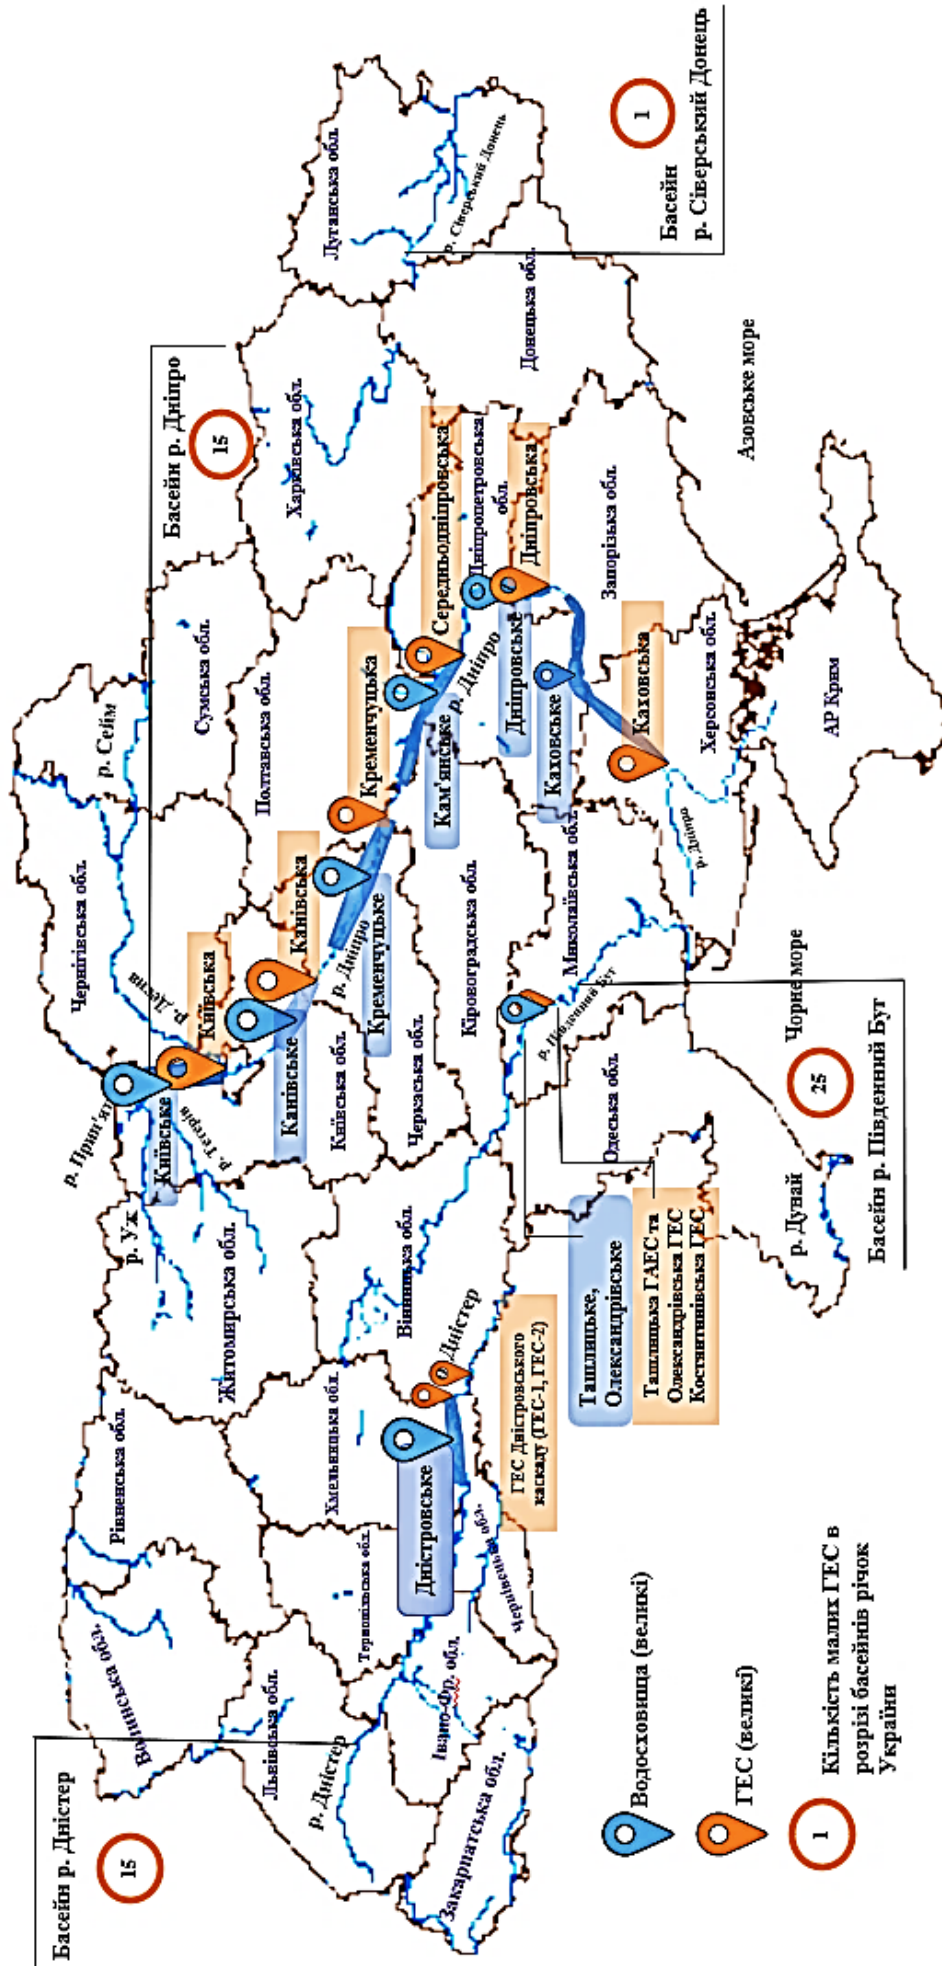 Басейн р. Дністер
15
Басейн р. Дніпро
15
Басейн
р. Сіверський Донець
1
Басейн р. Південний Буг
25
Волинська обл.
Рівненська обл.
Житомирська обл.
Чернігівська обл.
Сумська обл.
Львівська обл.
Тернопільська обл.
Хмельницька обл.
Вінницька обл.
Київська обл.
Черкаська обл.
Полтавська обл.
Харківська обл.
Луганська обл.
Донецька обл.
Дніпропетровська
обл.
Запорізька обл.
Кіровоградська обл.
Миколаївська обл.
Одеська обл.
Херсонська обл.
АР Крим
Закарпатська обл.
Івано-Фр. обл.
Чернівецька обл.
р. Дністер
Дністер
р. Уж
р. Прип'ять
р. Тетерів
р. Десна
р. Сейм
р. Дніпро
р. Дніпро
р. Дніпро
р. Південний Буг
р. Сіверський Донець
р. Дунай
Чорне море
Азовське море
Київське
Київська
Канівське
Канівська
Кременчуцьке
Кременчуцька
Кам'янське
Середньодніпровська
Дніпровське
Дніпровська
Каховське
Каховська
Дністровське
ГЕС Дністровського
каскаду (ГЕС-1, ГЕС-2)
Ташлицьке,
Олександрівське
Ташлицька ГАЕС та
Олександрівська ГЕС
Костянтинівська ГЕС
Водосховища (великі)
ГЕС (великі)
1
Кількість малих ГЕС в
розрізі басейнів річок
України